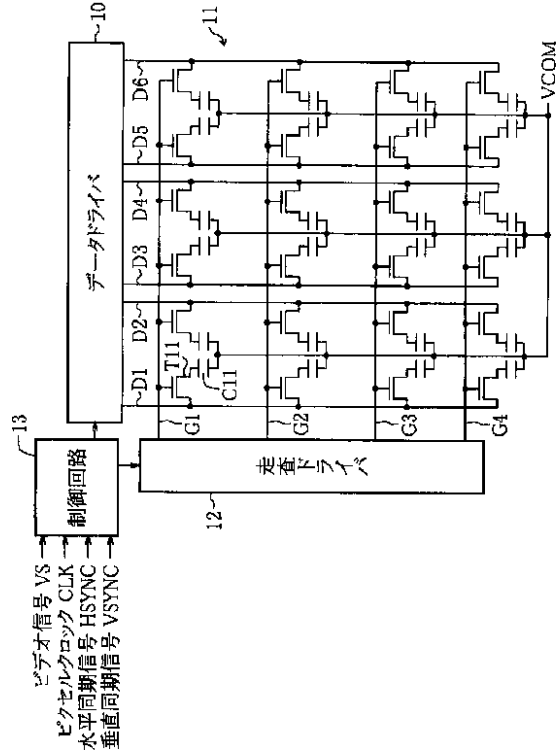 ビデオ信号 VS
ピクセルクロック CLK
水平同期信号 HSYNC
垂直同期信号 VSYNC
13
制御回路
10
データドライバ
12
走査ドライバ
11
D1
D2
D3
D4
D5
D6
T11
C11
G1
G2
G3
G4
VCOM